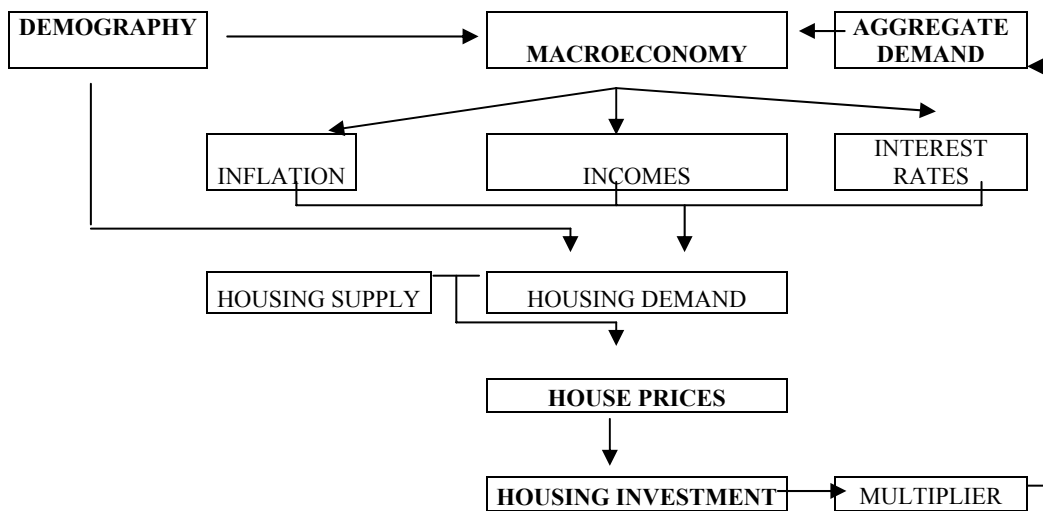 DEMOGRAPHY
MACROECONOMY
AGGREGATE
DEMAND
INFLATION
INCOMES
INTEREST
RATES
HOUSING SUPPLY
HOUSING DEMAND
HOUSE PRICES
HOUSING INVESTMENT
MULTIPLIER